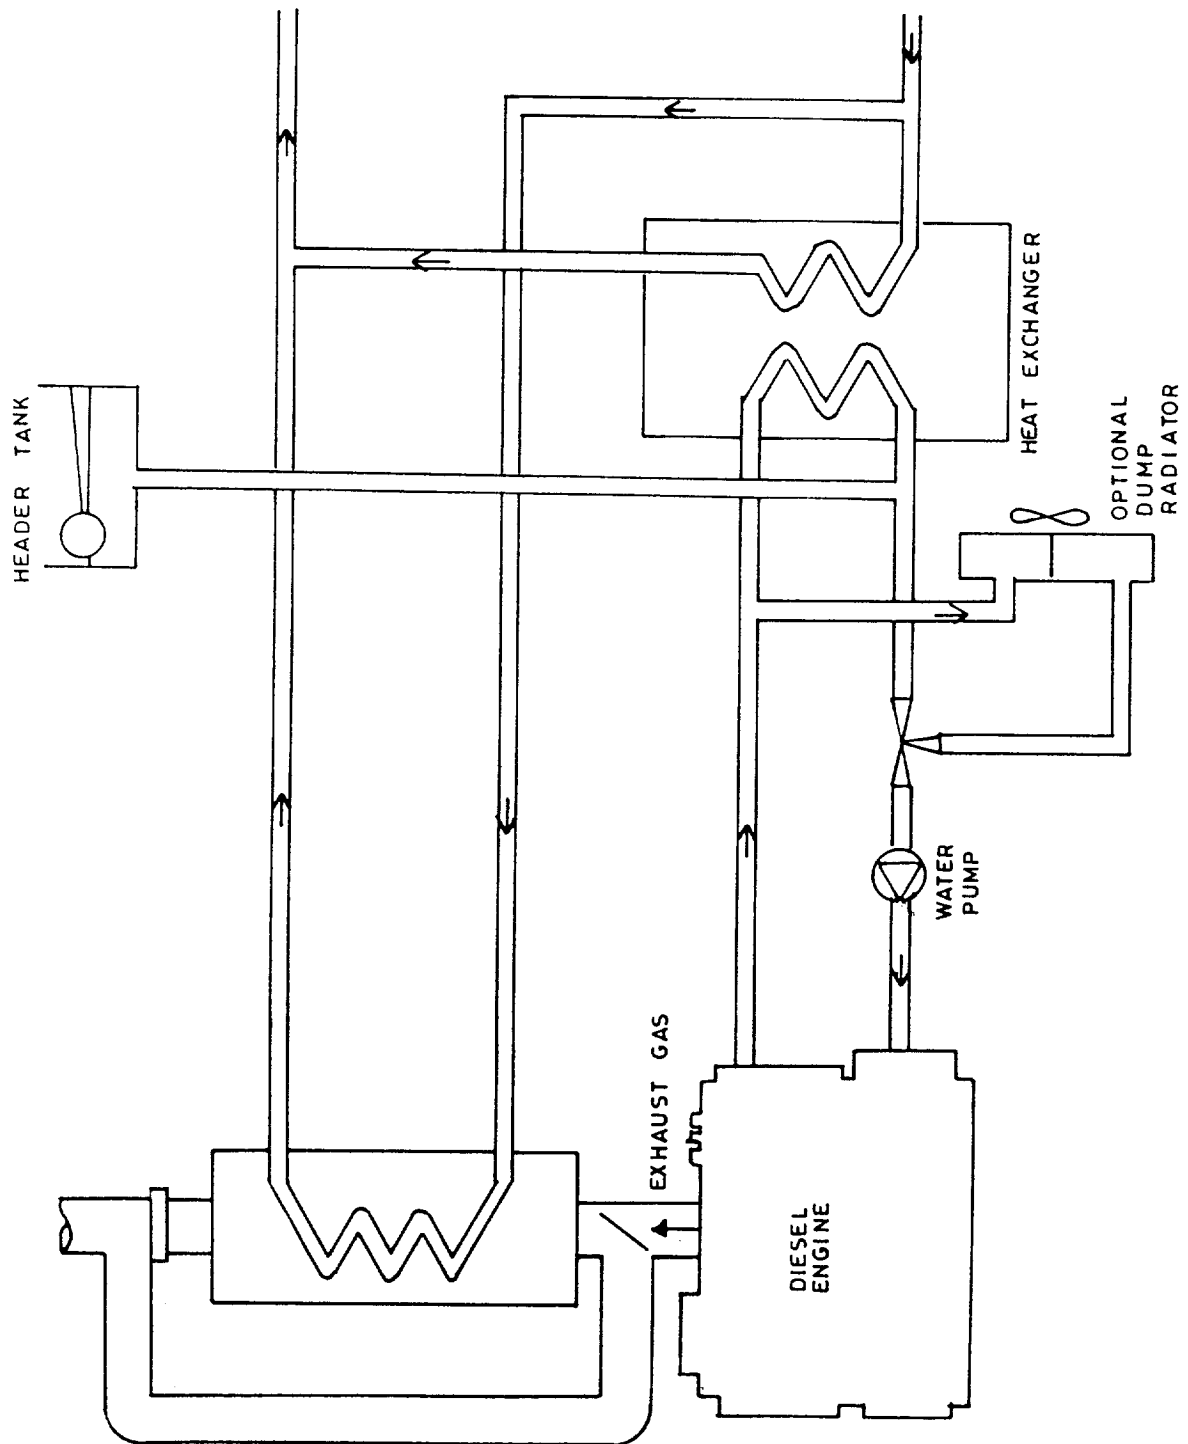 HEADER TANK
HEAT EXCHANGER
OPTIONAL
DUMP
RADIATOR
WATER
PUMP
EXHAUST GAS
DIESEL
ENGINE